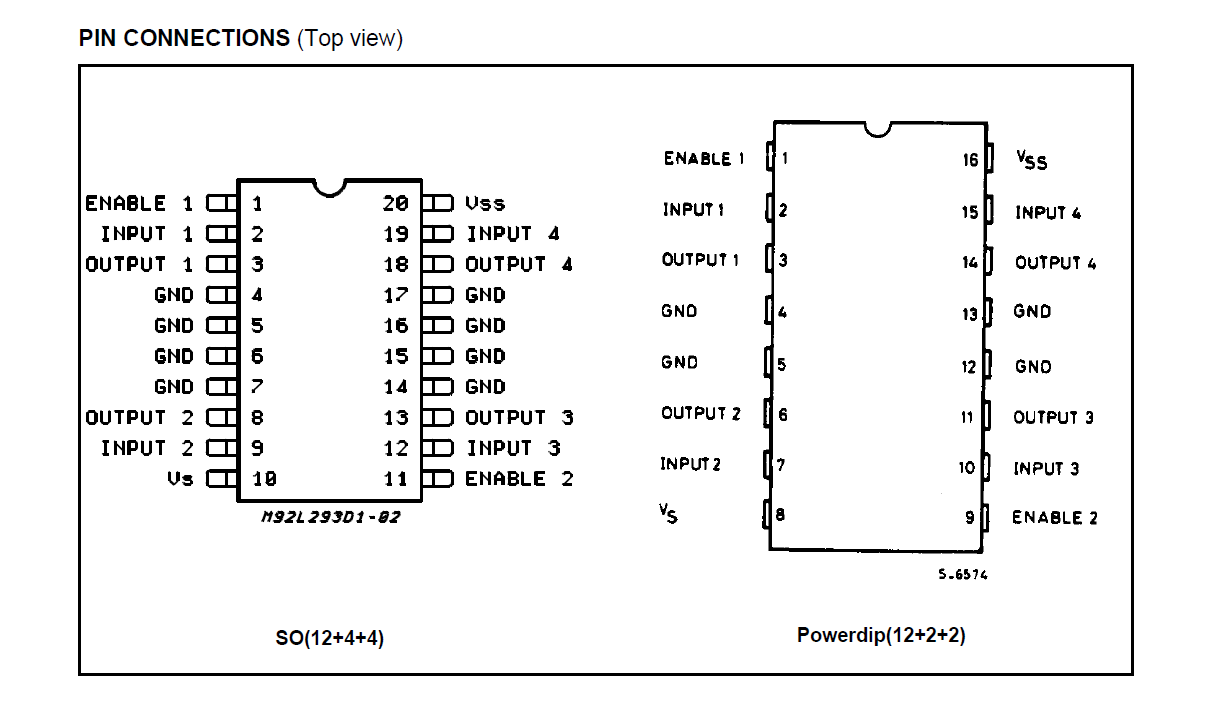 PIN CONNECTIONS (Top view)
ENABLE 1 1 20 Vss
INPUT 1 2 19 INPUT 4
OUTPUT 1 3 18 OUTPUT 4
GND 4 17 GND
GND 5 16 GND
GND 6 15 GND
GND 7 14 GND
OUTPUT 2 8 13 OUTPUT 3
INPUT 2 9 12 INPUT 3
Vs 10 11 ENABLE 2
M92L293D1-02
SO(12+4+4)
ENABLE 1 1 16 VSS
INPUT 1 2 15 INPUT 4
OUTPUT 1 3 14 OUTPUT 4
GND 4 13 GND
GND 5 12 GND
OUTPUT 2 6 11 OUTPUT 3
INPUT 2 7 10 INPUT 3
VS 8 9 ENABLE 2
S-6574
Powerdip(12+2+2)